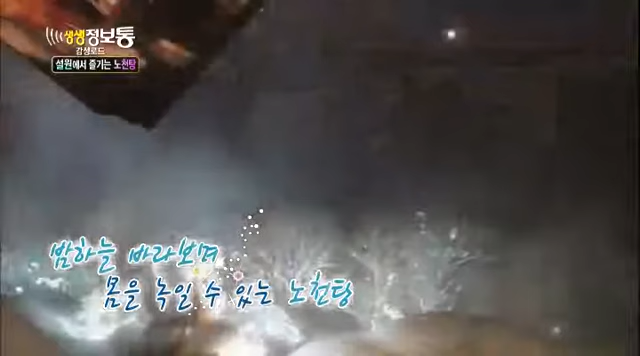 생생정보통
감성로드
설원에서 즐기는 노천탕
밤하늘 바라보며
몸을 녹일 수 있는 노천탕